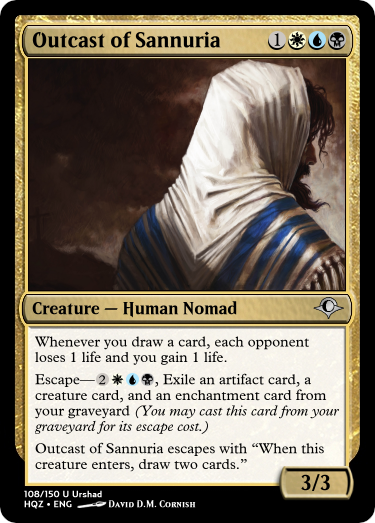 Outcast of Sannuria 1
Creature — Human Nomad
Whenever you draw a card, each opponent
loses 1 life and you gain 1 life.
Escape—2, Exile an artifact card, a
creature card, and an enchantment card from
your graveyard (You may cast this card from your
graveyard for its escape cost.)
Outcast of Sannuria escapes with “When this
creature enters, draw two cards.”
3/3
108/150 U Urshad
HQZ • ENG David D.M. Cornish